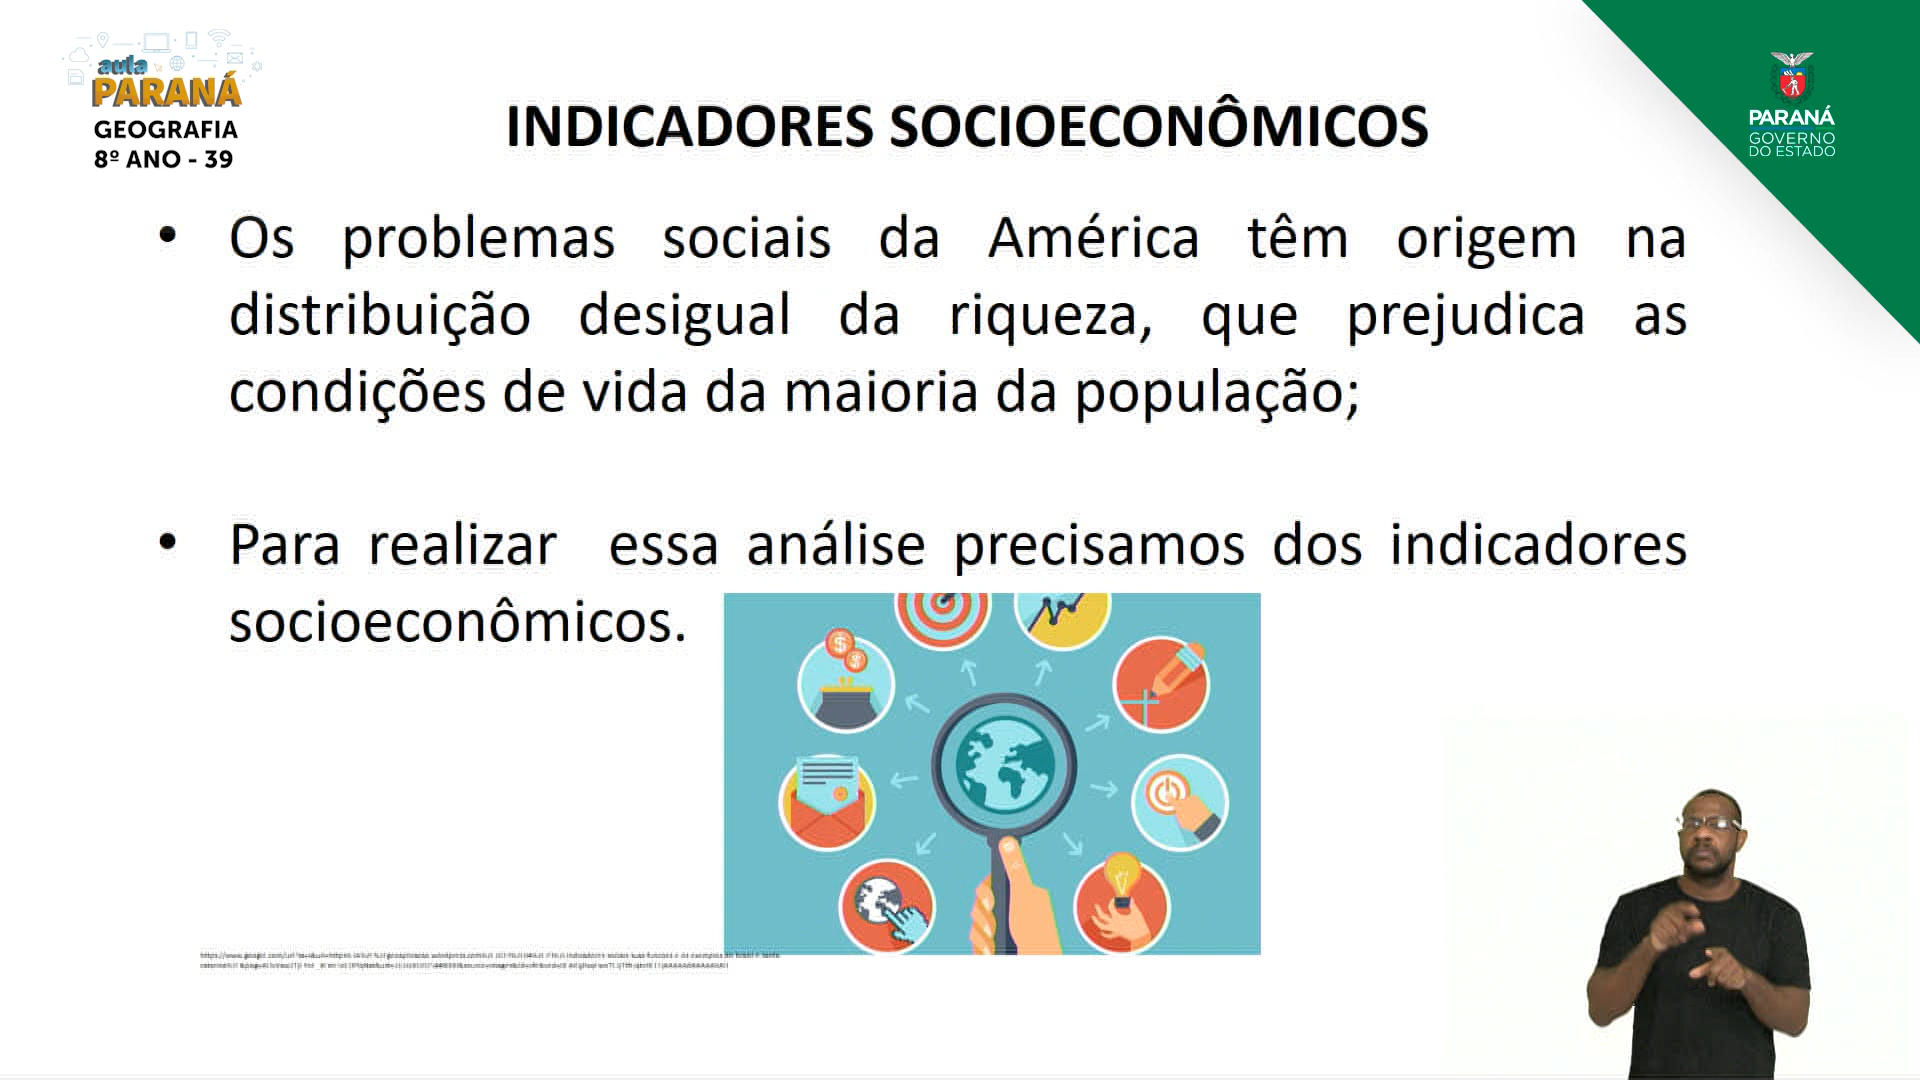 aula
PARANÁ
GEOGRAFIA
8º ANO - 39
INDICADORES SOCIOECONÔMICOS
PARANÁ
GOVERNO
DO ESTADO
• Os problemas sociais da América têm origem na
distribuição desigual da riqueza, que prejudica as
condições de vida da maioria da população;
• Para realizar essa análise precisamos dos indicadores
socioeconômicos.
$
$